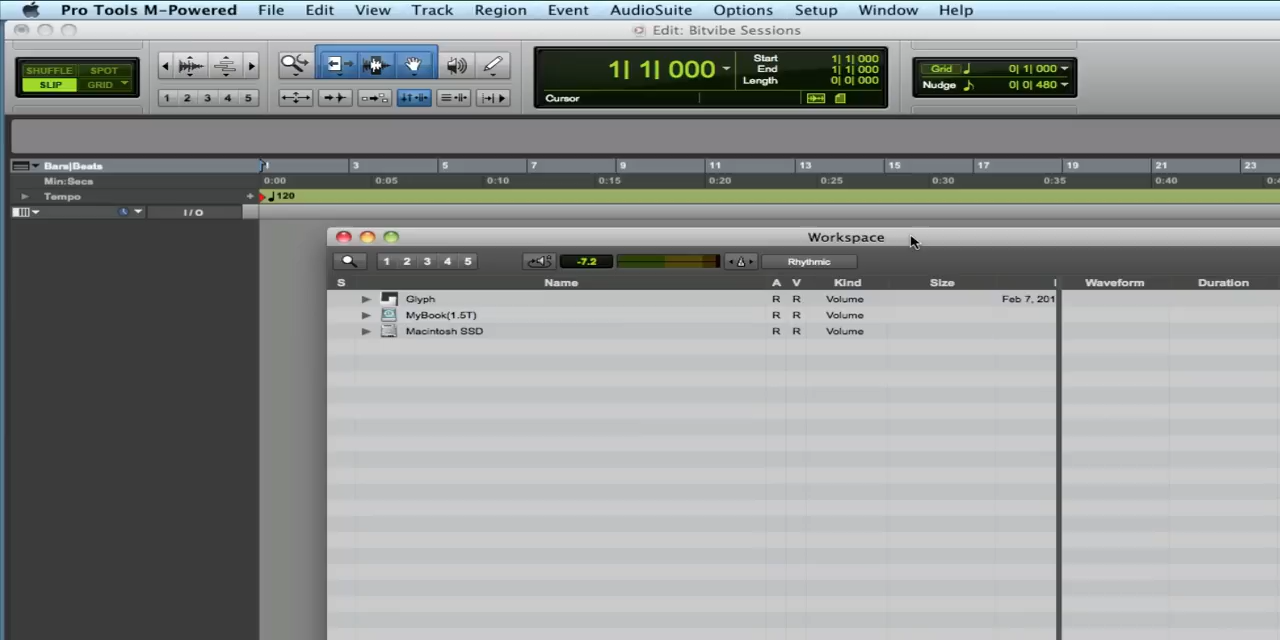 Pro Tools M-Powered File Edit View Track Region Event AudioSuite Options Setup Window Help
Edit: Bitvibe Sessions
SHUFFLE SPOT
SLIP GRID
1 2 3 4 5
1| 1| 000
Start 1| 1| 000
End 1| 1| 000
Length 0| 0| 000
Cursor
Grid 0| 1| 000
Nudge 0| 0| 480
Bars|Beats 1 3 5 7 9 11 13 15 17 19 21 23
Min:Secs 0:00 0:05 0:10 0:15 0:20 0:25 0:30 0:35 0:40
Tempo 120
I/O
Workspace
1 2 3 4 5 -7.2 Rhythmic
S Name A V Kind Size Waveform Duration
Glyph R R Volume Feb 7, 201
MyBook(1.5T) R R Volume
Macintosh SSD R R Volume